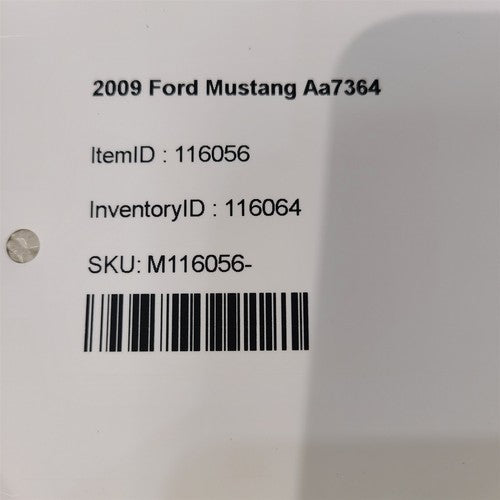 2009 Ford Mustang Aa7364
ItemID : 116056
InventoryID : 116064
SKU: M116056-